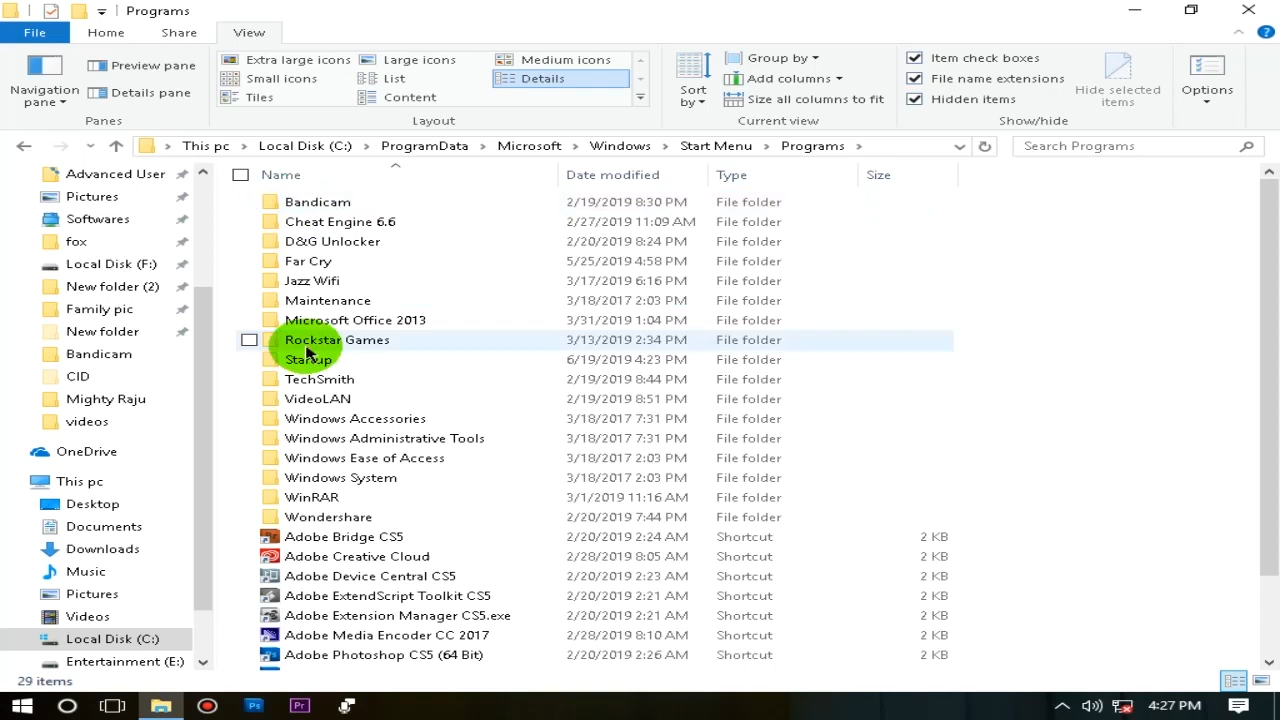 Programs
File Home Share View
Preview pane
Details pane
Navigation pane
Panes
Extra large icons Large icons Medium icons
Small icons List Details
Tiles Content
Layout
Sort by
Group by
Add columns
Size all columns to fit
Current view
Item check boxes
File name extensions
Hidden items
Hide selected items
Show/hide
Options
This pc Local Disk (C:) ProgramData Microsoft Windows Start Menu Programs
Search Programs
Advanced User
Pictures
Softwares
fox
Local Disk (F:)
New folder (2)
Family pic
New folder
Bandicam
CID
Mighty Raju
videos
OneDrive
This pc
Desktop
Documents
Downloads
Music
Pictures
Videos
Local Disk (C:)
Entertainment (E:)
Name Date modified Type Size
Bandicam 2/19/2019 8:30 PM File folder
Cheat Engine 6.6 2/27/2019 11:09 AM File folder
D&G Unlocker 2/20/2019 8:24 PM File folder
Far Cry 5/25/2019 4:58 PM File folder
Jazz Wifi 3/17/2019 6:16 PM File folder
Maintenance 3/18/2017 2:03 PM File folder
Microsoft Office 2013 3/31/2019 1:04 PM File folder
Rockstar Games 3/13/2019 2:34 PM File folder
Startup 6/19/2019 4:23 PM File folder
TechSmith 2/19/2019 8:44 PM File folder
VideoLAN 2/19/2019 8:51 PM File folder
Windows Accessories 3/18/2017 7:31 PM File folder
Windows Administrative Tools 3/18/2017 7:31 PM File folder
Windows Ease of Access 3/18/2017 2:03 PM File folder
Windows System 3/18/2017 2:03 PM File folder
WinRAR 3/1/2019 11:16 AM File folder
Wondershare 2/20/2019 7:44 PM File folder
Adobe Bridge CS5 2/20/2019 2:24 AM Shortcut 2 KB
Adobe Creative Cloud 2/28/2019 8:05 AM Shortcut 2 KB
Adobe Device Central CS5 2/20/2019 2:23 AM Shortcut 2 KB
Adobe ExtendScript Toolkit CS5 2/20/2019 2:21 AM Shortcut 2 KB
Adobe Extension Manager CS5.exe 2/20/2019 2:21 AM Shortcut 2 KB
Adobe Media Encoder CC 2017 2/28/2019 8:10 AM Shortcut 2 KB
Adobe Photoshop CS5 (64 Bit) 2/20/2019 2:26 AM Shortcut 2 KB
29 items
Ps Pr
4:27 PM